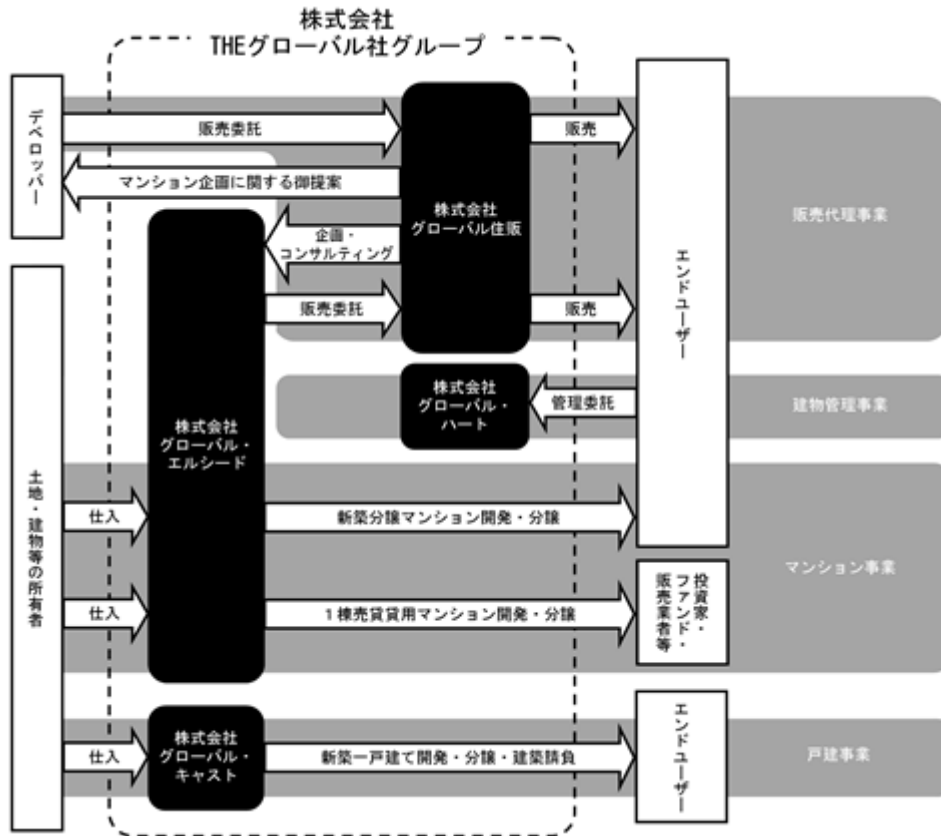 株式会社
THEグローバル社グループ
デベロッパー
販売委託
販売
マンション企画に関する御提案
株式会社
グローバル住販
企画・
コンサルティング
販売委託
販売
エンドユーザー
販売代理事業
株式会社
グローバル・
ハート
管理委託
建物管理事業
株式会社
グローバル・
エルシード
土地・建物等の所有者
仕入
新築分譲マンション開発・分譲
マンション事業
仕入
1棟売賃貸用マンション開発・分譲
投資家・
ファンド・
販売業者等
仕入
株式会社
グローバル・
キャスト
新築一戸建て開発・分譲・建築請負
エンドユーザー
戸建事業